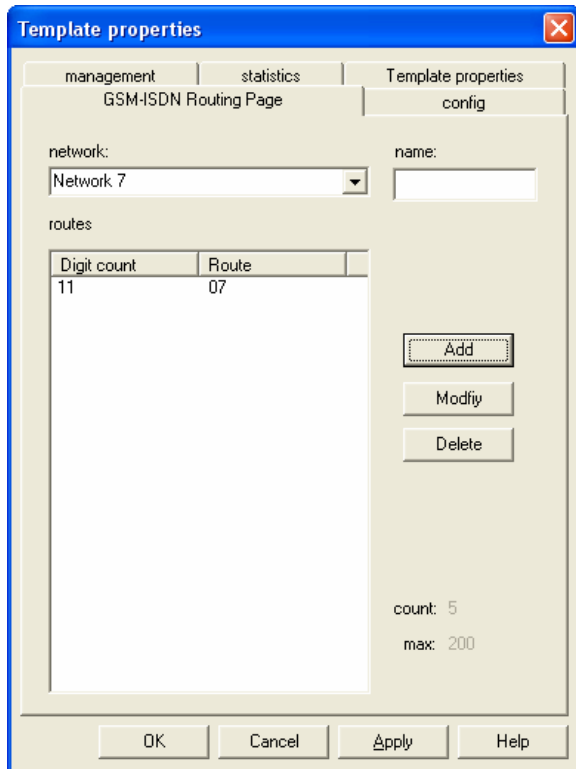 Template properties
management statistics Template properties
GSM-ISDN Routing Page config
network: name:
Network 7
routes
Digit count Route
11 07
Add
Modfiy
Delete
count: 5
max: 200
OK Cancel Apply Help